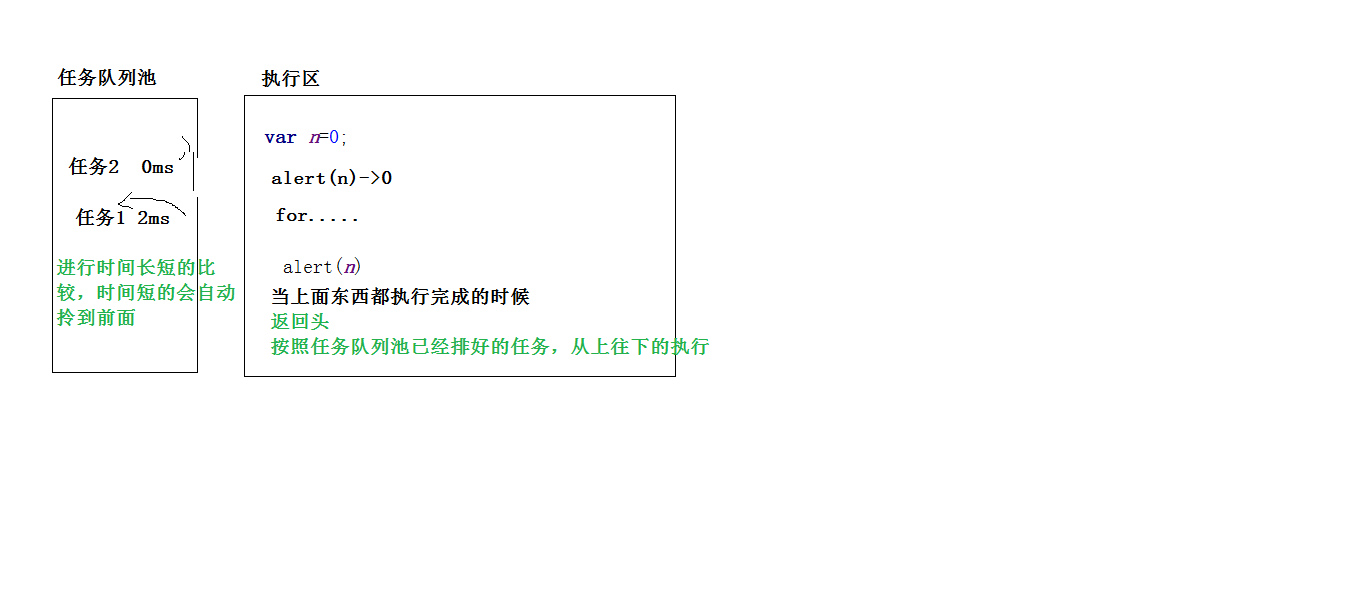 任务队列池
任务2 0ms
任务1 2ms
进行时间长短的比
较，时间短的会自动
拎到前面
执行区
var n=0;
alert(n)->0
for.....
alert(n)
当上面东西都执行完成的时候
返回头
按照任务队列池已经排好的任务，从上往下的执行